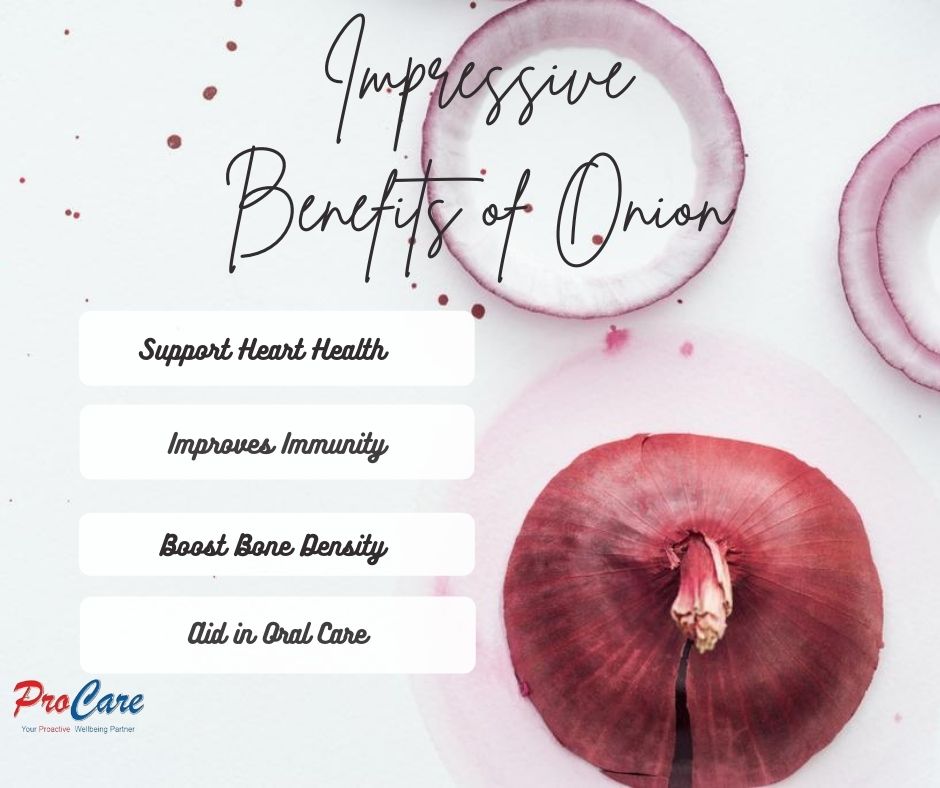 Impressive
Benefits of Onion
Support Heart Health
Improves Immunity
Boost Bone Density
Aid in Oral Care
ProCare
Your Proactive Wellbeing Partner